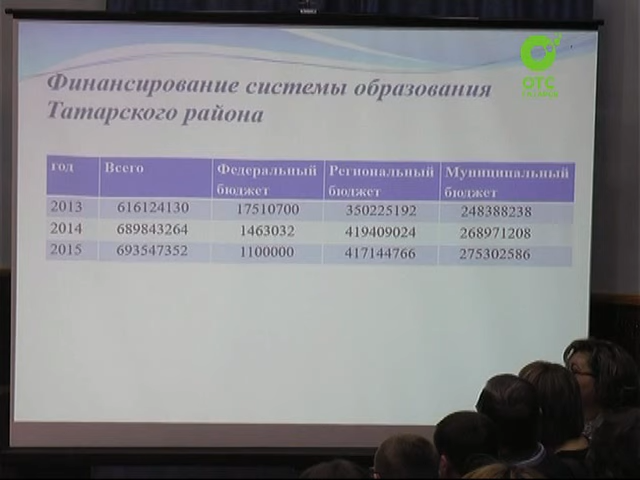 Финансирование системы образования
Татарского района
ОТС
год Всего Федеральный бюджет Региональный бюджет Муниципальный бюджет
2013 616124130 17510700 350225192 248388238
2014 689843264 1463032 419409024 268971208
2015 693547352 1100000 417144766 275302586